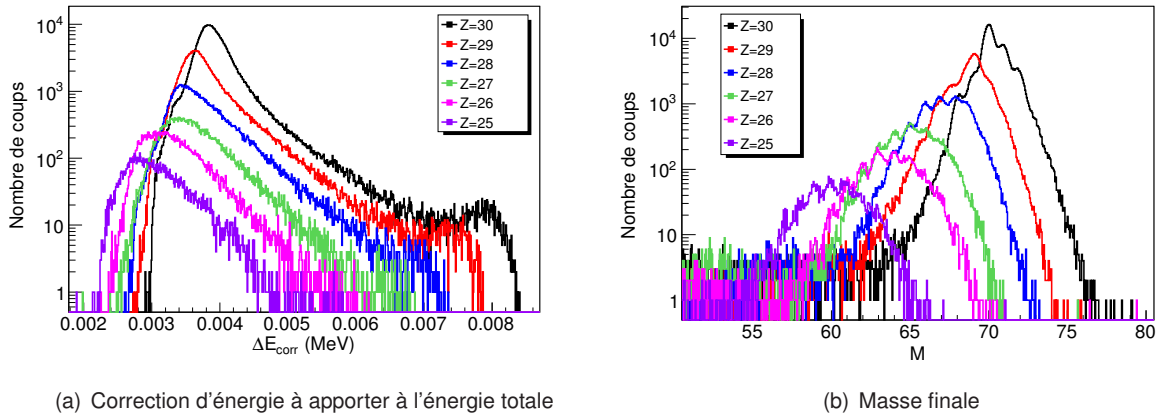 Nombre de coups
10⁴
10³
10²
10
1
0.002 0.003 0.004 0.005 0.006 0.007 0.008
ΔE_corr (MeV)
Z=30
Z=29
Z=28
Z=27
Z=26
Z=25
(a) Correction d'énergie à apporter à l'énergie totale
Nombre de coups
10⁴
10³
10²
10
1
55 60 65 70 75 80
M
Z=30
Z=29
Z=28
Z=27
Z=26
Z=25
(b) Masse finale